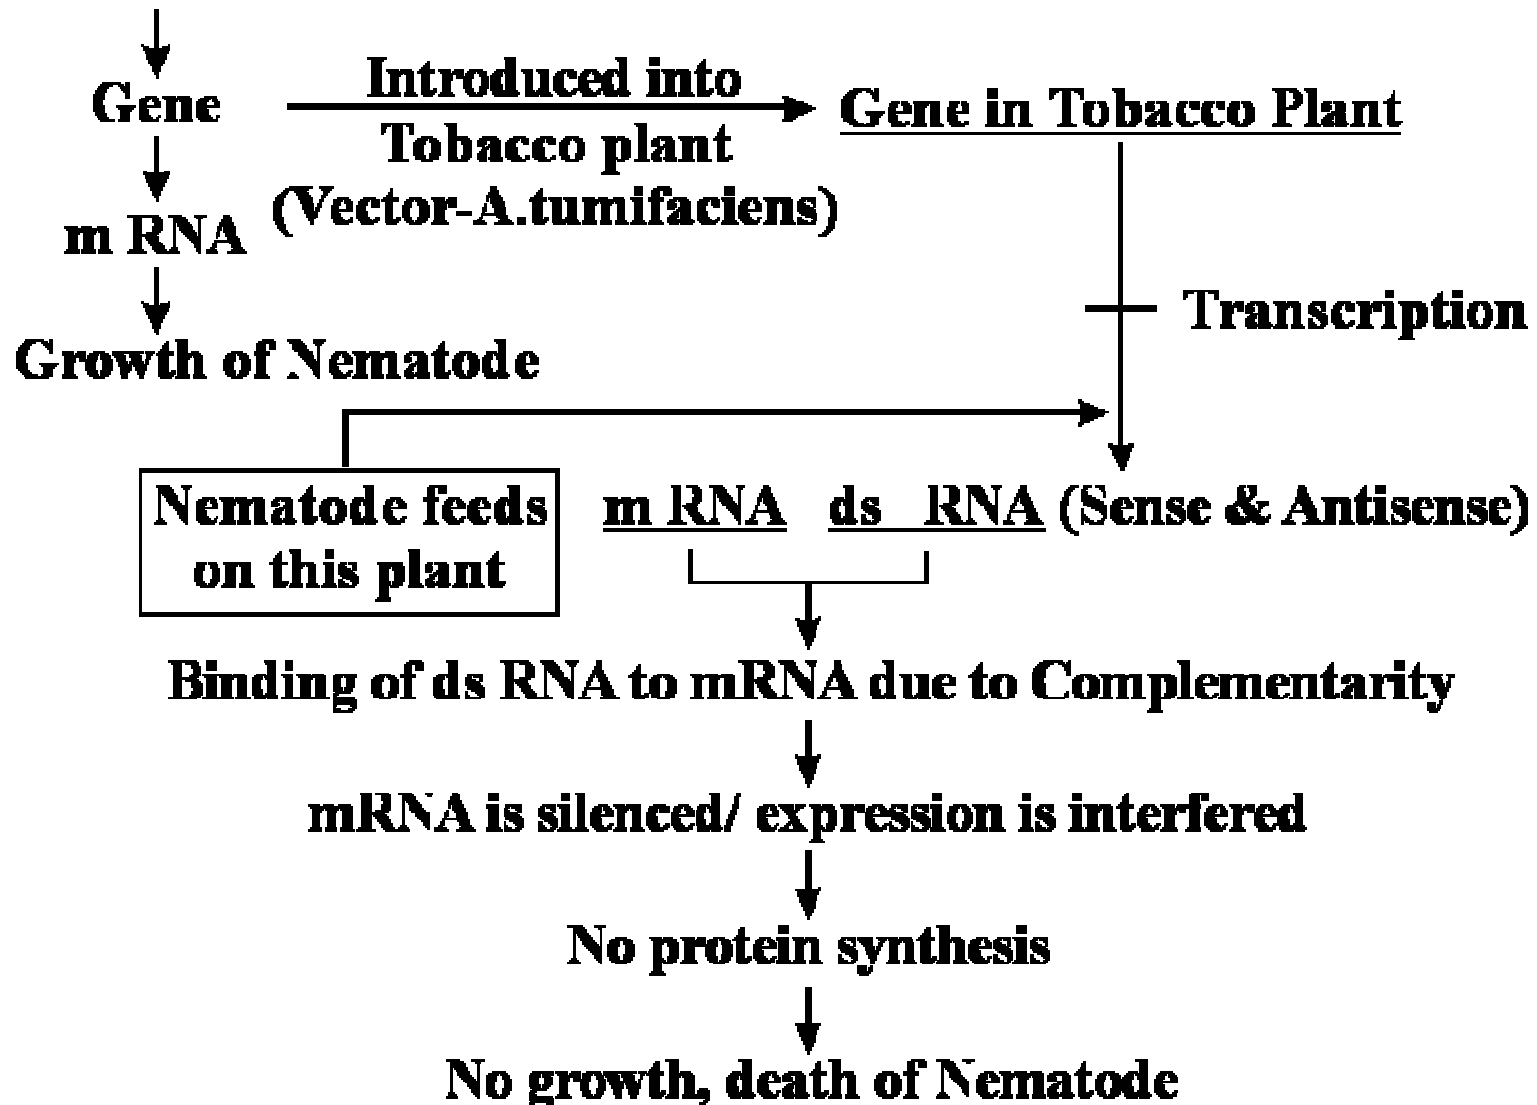 Gene
Introduced into
Tobacco plant
(Vector-A.tumifaciens)
Gene in Tobacco Plant
m RNA
Growth of Nematode
Transcription
Nematode feeds
on this plant
m RNA ds RNA (Sense & Antisense)
Binding of ds RNA to mRNA due to Complementarity
mRNA is silenced/ expression is interfered
No protein synthesis
No growth, death of Nematode